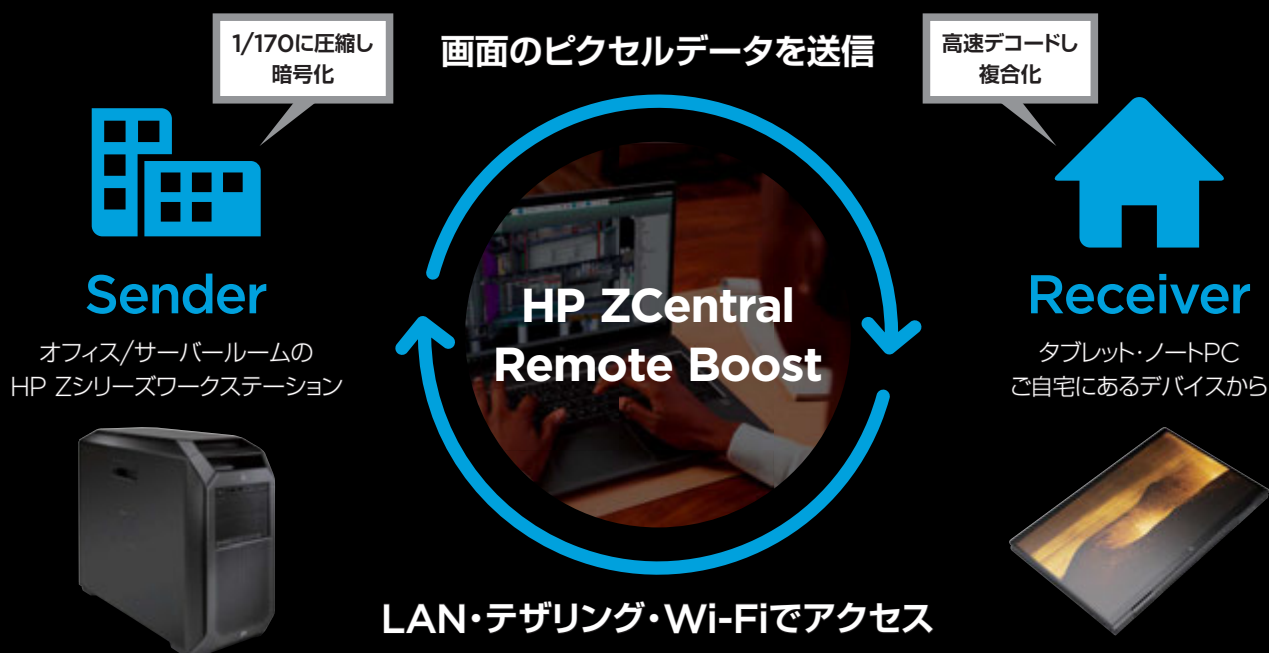 1/170に圧縮し
暗号化
画面のピクセルデータを送信
高速デコードし
複合化
Sender
オフィス/サーバールームの
HP Zシリーズワークステーション
HP ZCentral
Remote Boost
Receiver
タブレット・ノートPC
ご自宅にあるデバイスから
LAN・テザリング・Wi-Fiでアクセス